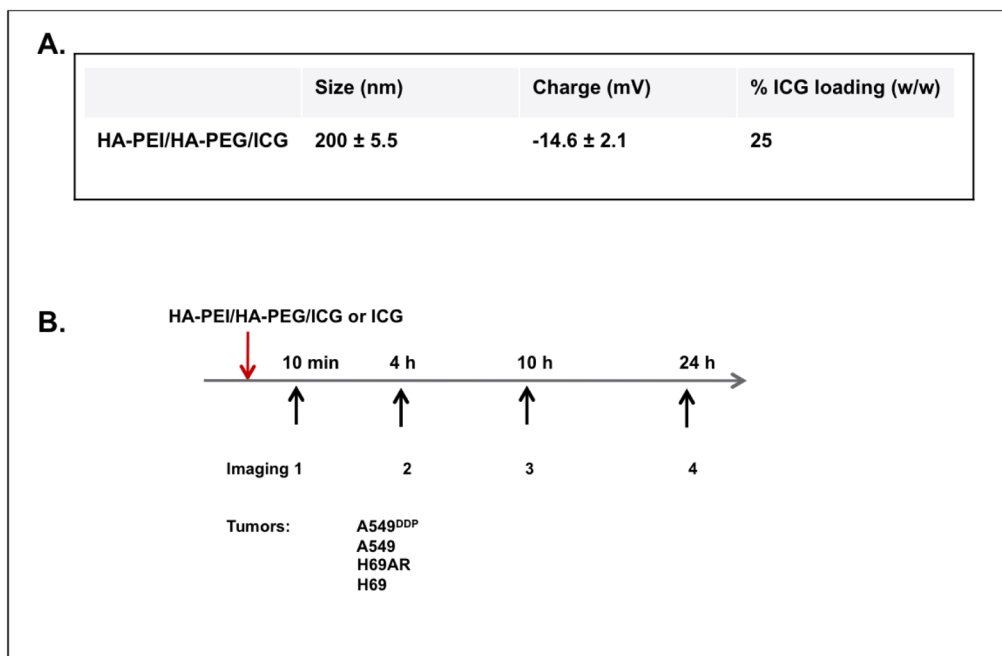 A.
Size (nm) Charge (mV) % ICG loading (w/w)
HA-PEI/HA-PEG/ICG 200 ± 5.5 -14.6 ± 2.1 25
B.
HA-PEI/HA-PEG/ICG or ICG
10 min 4 h 10 h 24 h
Imaging 1 2 3 4
Tumors: A549ᴰᴰᴾ
A549
H69AR
H69